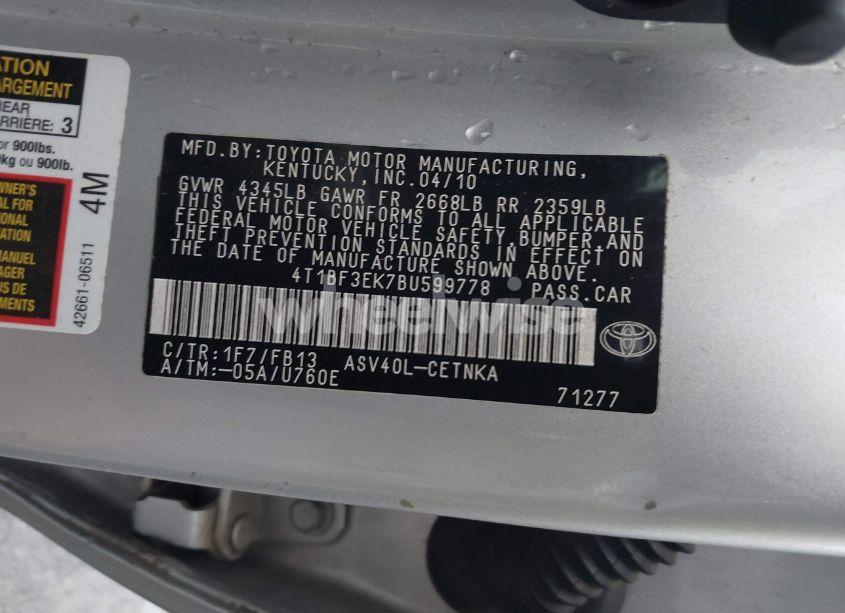 ATION
ARGEMENT
REAR
ARRIÈRE: 3
or 900lbs.
kg ou 900lb.
WNER'S
AL FOR
TIONAL
MATION
MANUEL
AGER
US DE
4M
42661-06511
MFD.BY:TOYOTA MOTOR MANUFACTURING,
KENTUCKY,INC.04/10
GVWR 4345LB GAWR FR 2668LB RR 2359LB
THIS VEHICLE CONFORMS TO ALL APPLICABLE
FEDERAL MOTOR VEHICLE SAFETY,BUMPER,AND
THEFT PREVENTION STANDARDS IN EFFECT ON
THE DATE OF MANUFACTURE SHOWN ABOVE.
4T1BF3EK7BU599778 PASS.CAR
wheelwise
C/TR:1F7/FB13 ASV40L-CETNKA
A/TM:-05A/U760E
71277